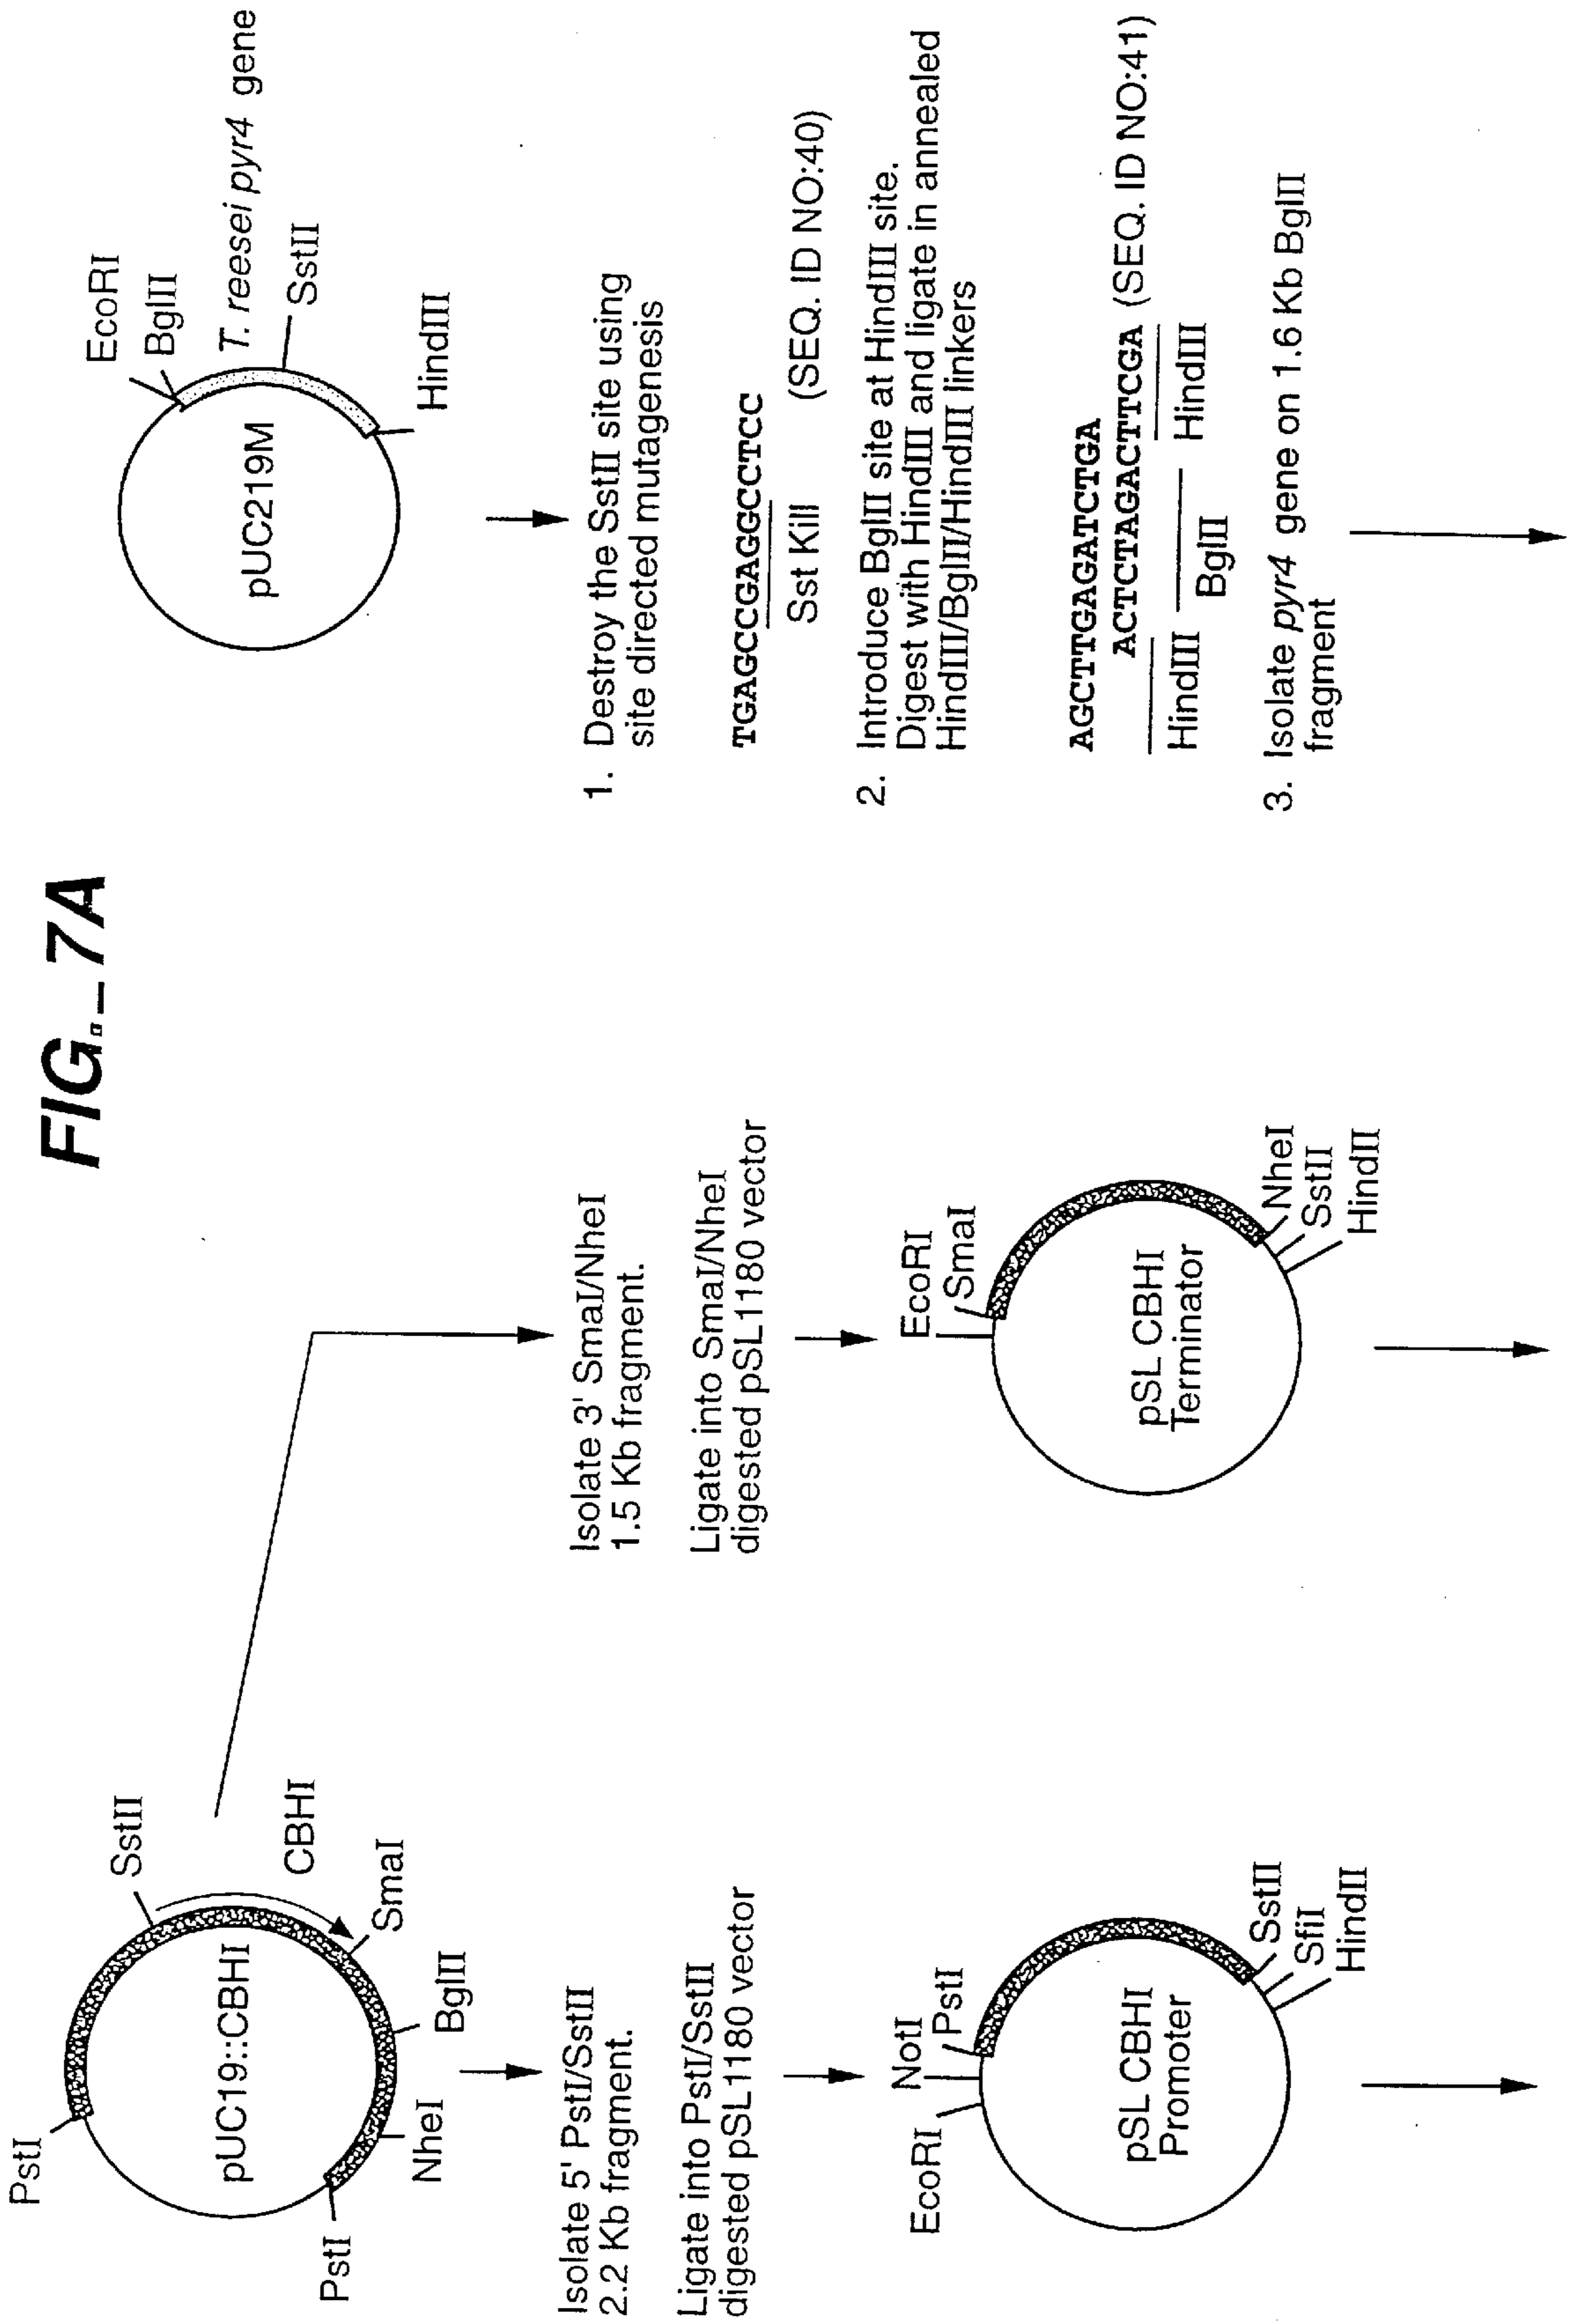 FIG._7A
PstI
SstII
CBHI
SmaI
BglII
NheI
PstI
pUC19::CBHI
Isolate 5' PstI/SstII
2.2 Kb fragment.
Ligate into PstI/SstII
digested pSL1180 vector
EcoRI
NotI
PstI
pSL CBHI
Promoter
SstII
SfiI
HindII
Isolate 3' SmaI/NheI
1.5 Kb fragment.
Ligate into SmaI/NheI
digested pSL1180 vector
EcoRI
SmaI
pSL CBHI
Terminator
NheI
SstII
HindII
EcoRI
BglII
T. reesei pyr4 gene
SstII
HindIII
pUC219M
1. Destroy the SstII site using
site directed mutagenesis
TGAGCCGAGGCCTCC
Sst Kill (SEQ. ID NO:40)
2. Introduce BglII site at HindIII site.
Digest with HindIII and ligate in annealed
HindIII/BglII/HindIII linkers
AGCTTGAGATCTGA
ACTCTAGACTTCGA (SEQ. ID NO:41)
HindIII HindIII
BglII
3. Isolate pyr4 gene on 1.6 Kb BglII
fragment